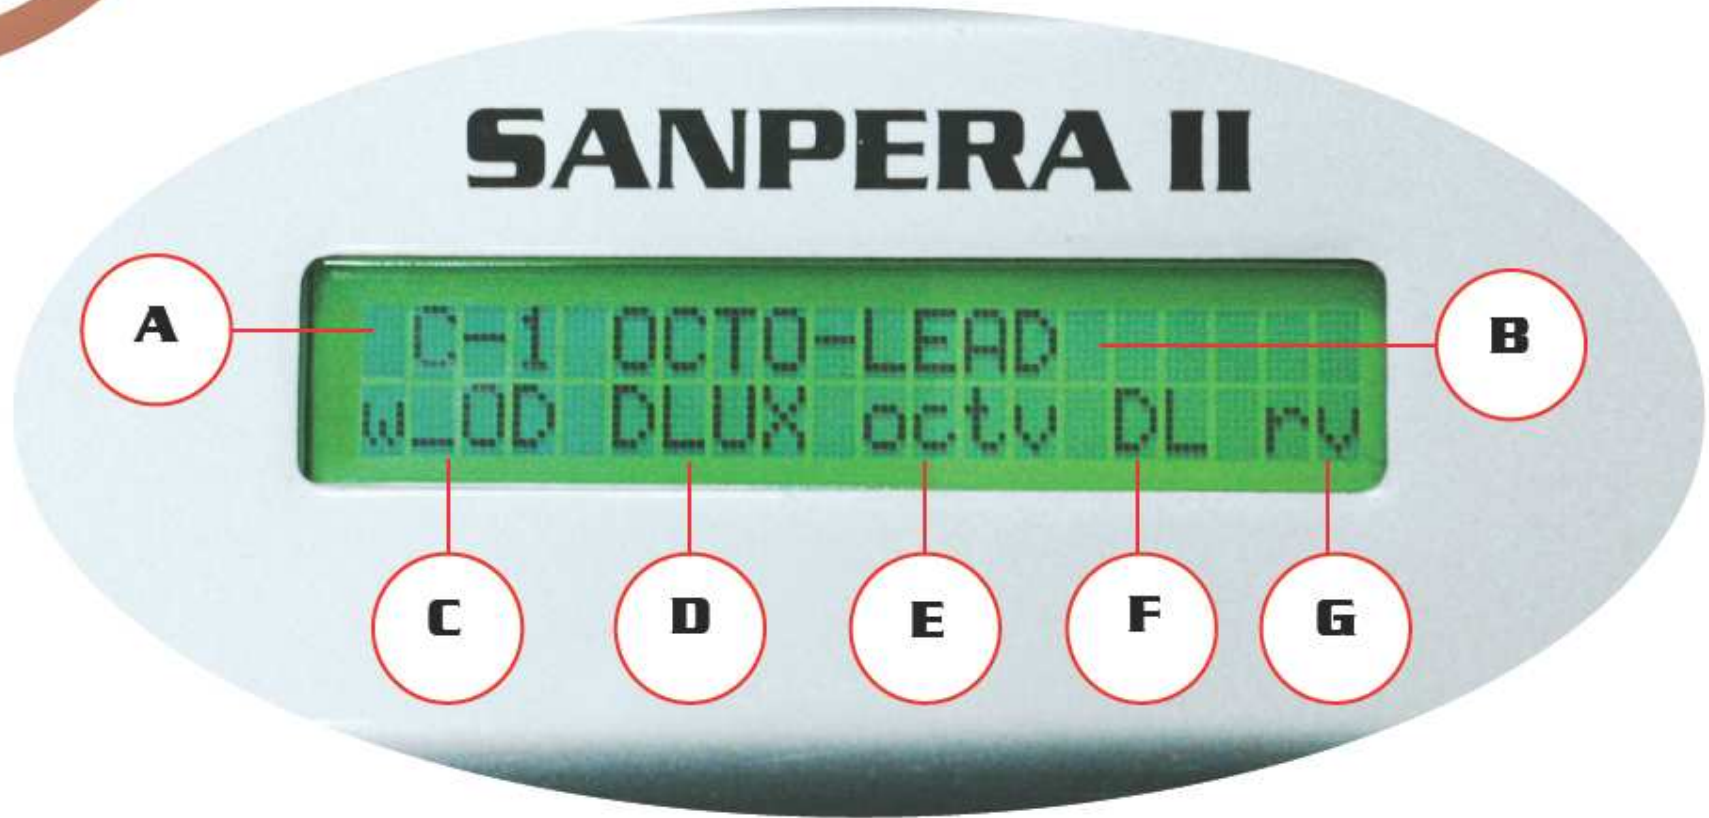 SANPERA II
A
C-1 OCTO-LEAD
B
w_OD DLUX octv DL rv
C D E F G